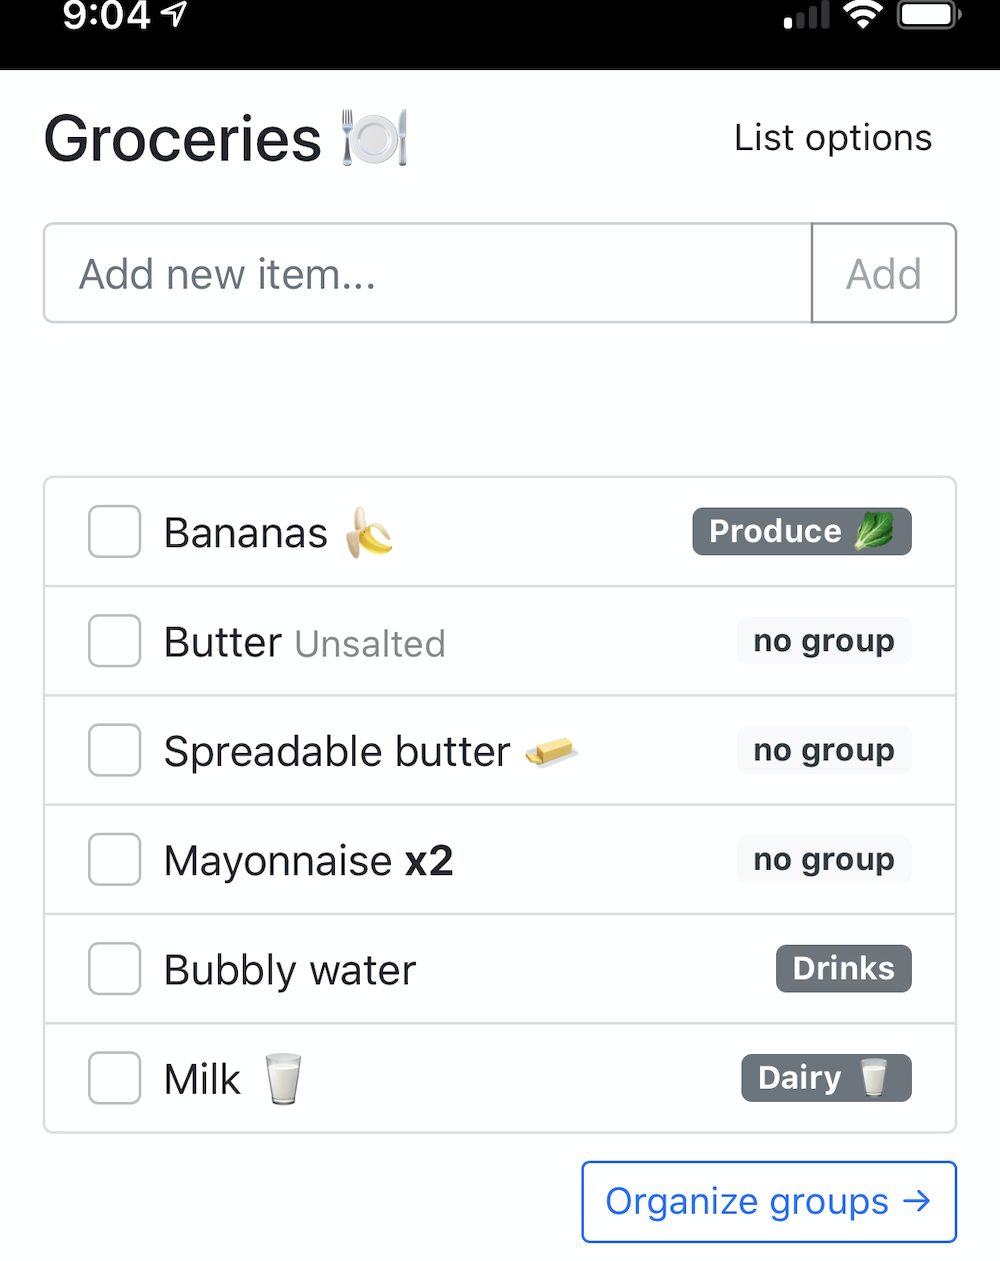 9:04
Groceries 🍽️ List options
Add new item... Add
Bananas 🍌 Produce 🥬
Butter Unsalted no group
Spreadable butter 🧈 no group
Mayonnaise x2 no group
Bubbly water Drinks
Milk 🥛 Dairy 🥛
Organize groups →